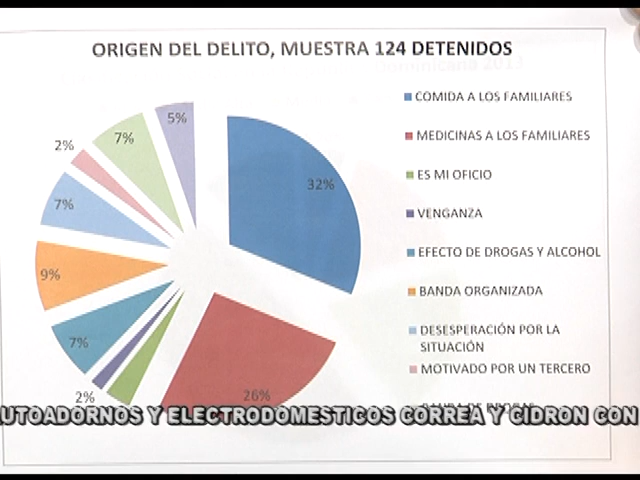 ORIGEN DEL DELITO, MUESTRA 124 DETENIDOS
5%
7%
2%
7%
9%
7%
2%
26%
32%
COMIDA A LOS FAMILIARES
MEDICINAS A LOS FAMILIARES
ES MI OFICIO
VENGANZA
EFECTO DE DROGAS Y ALCOHOL
BANDA ORGANIZADA
DESESPERACIÓN POR LA
SITUACIÓN
MOTIVADO POR UN TERCERO
UTOADORNOS Y ELECTRODOMESTICOS CORREA Y CIDRON CON